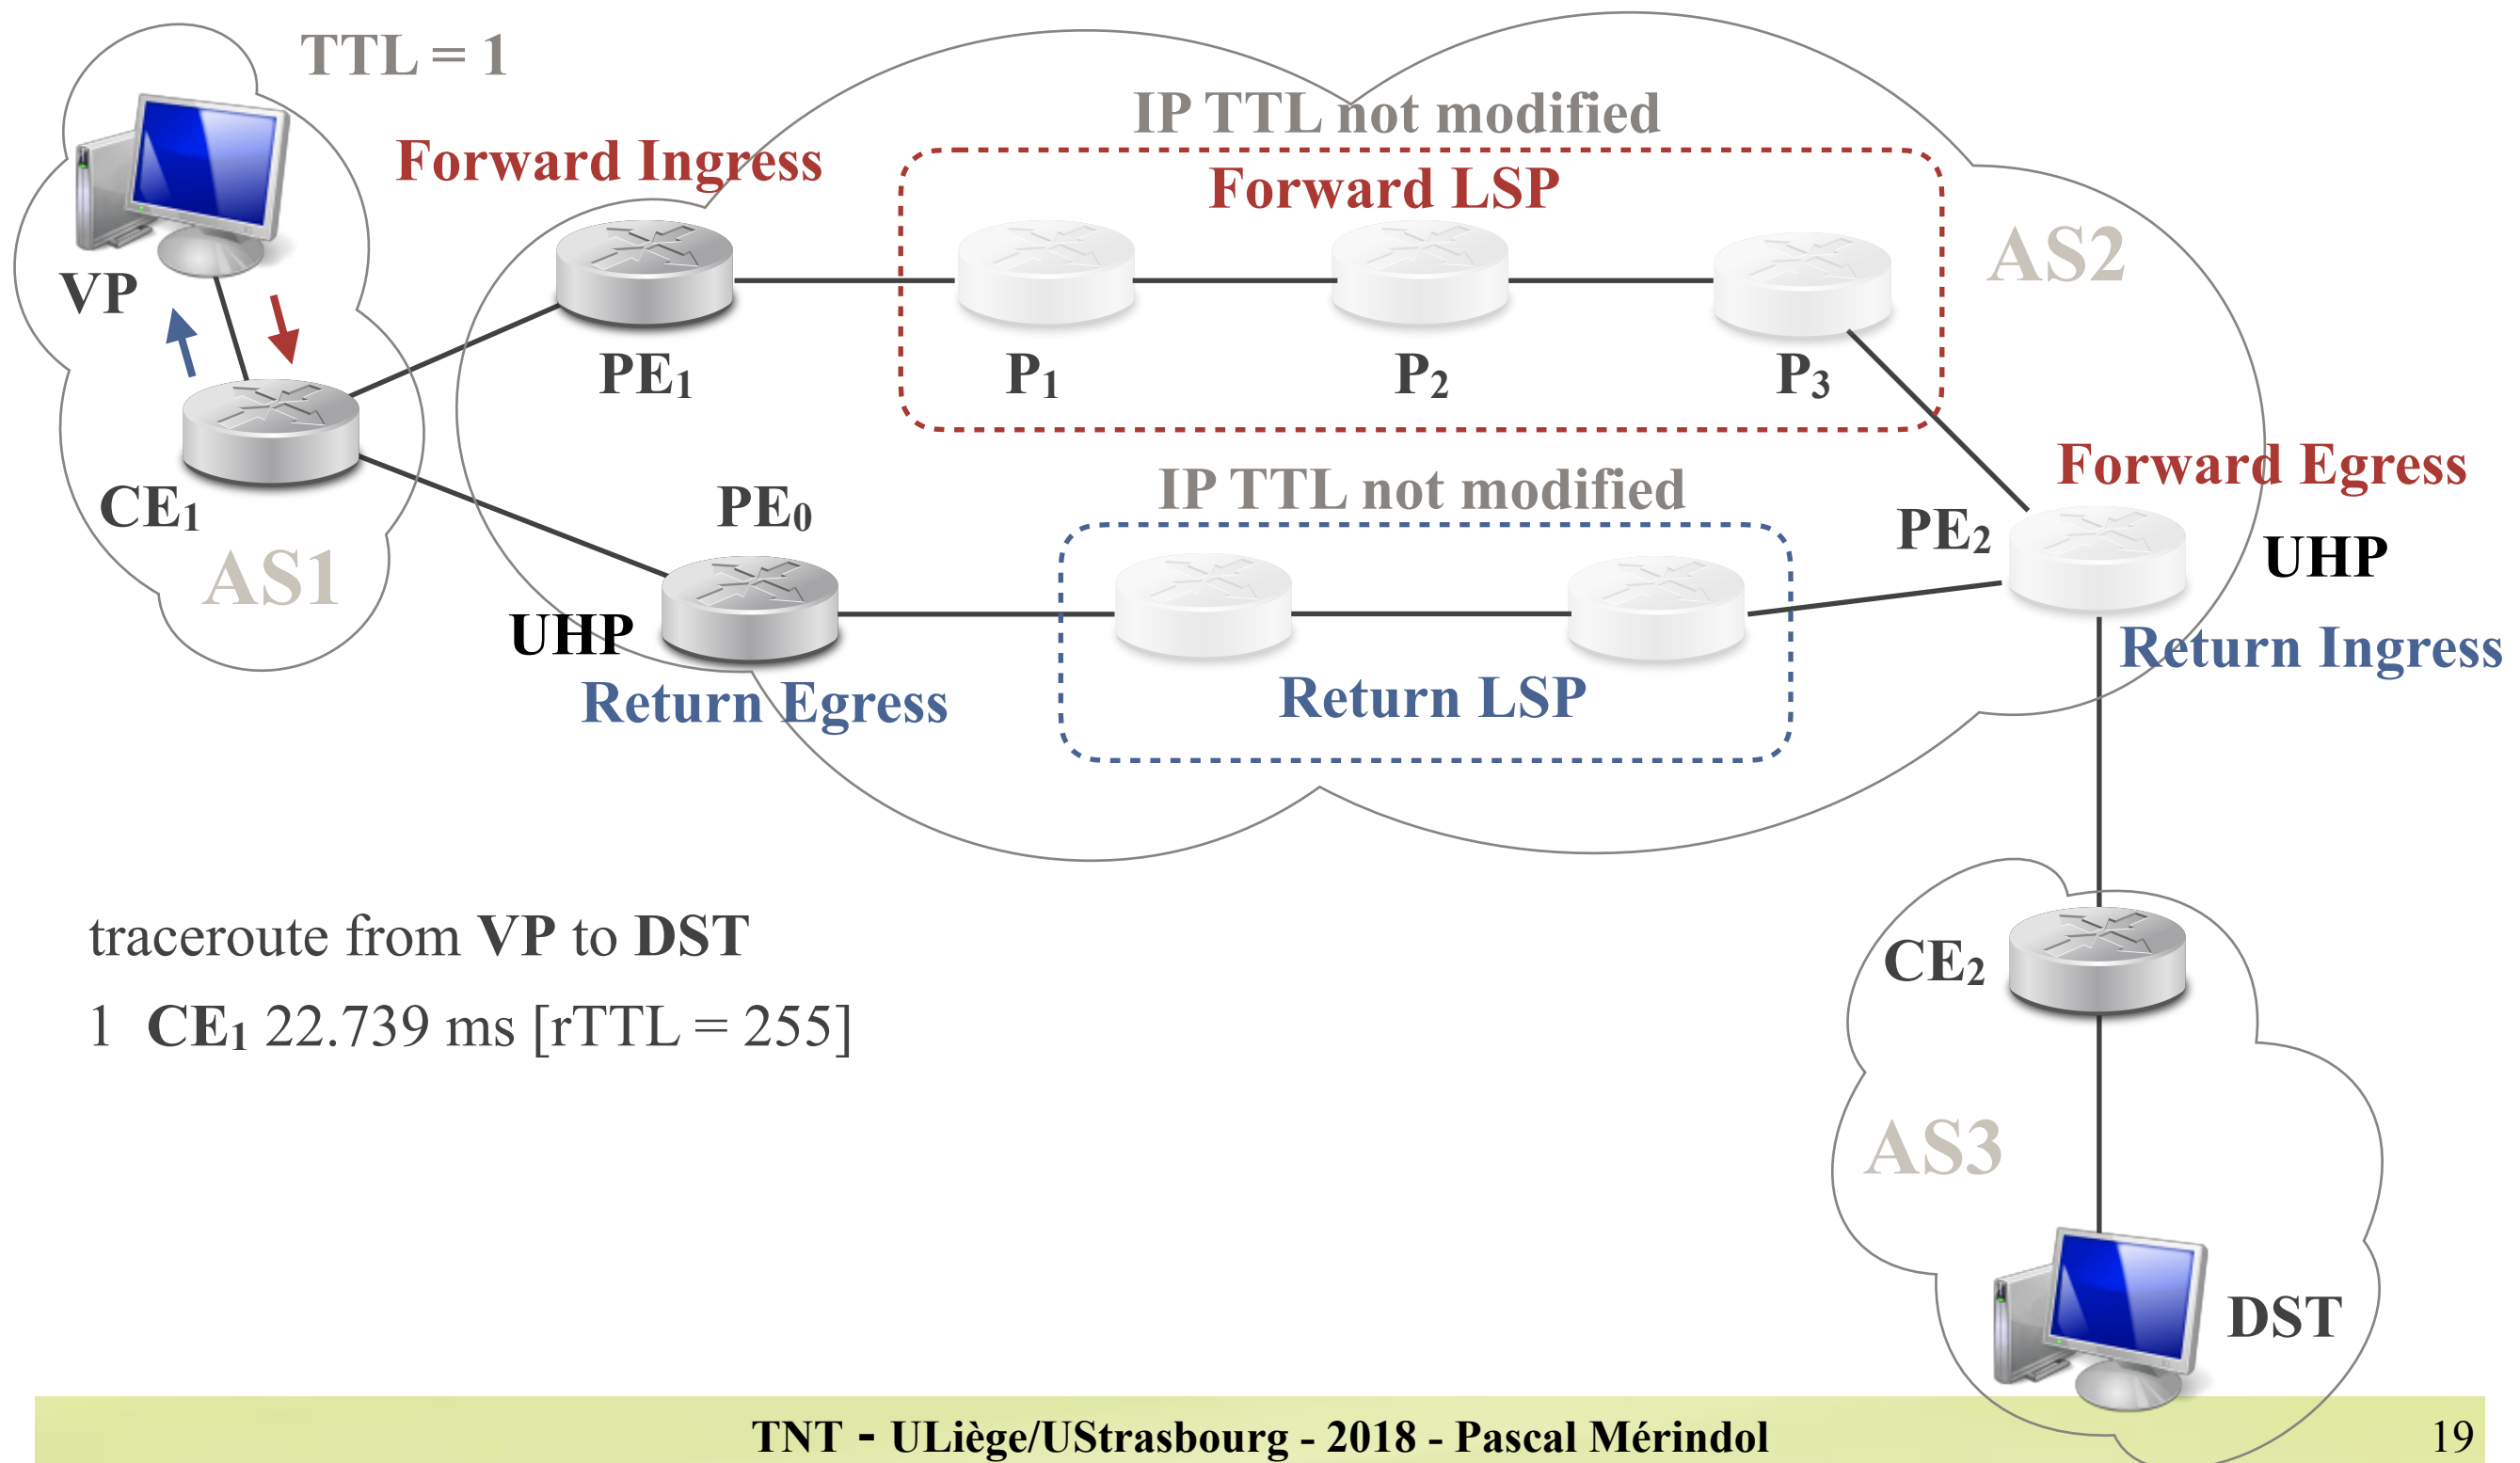 TTL = 1
IP TTL not modified
Forward Ingress
Forward LSP
AS2
VP
PE₁
P₁
P₂
P₃
Forward Egress
IP TTL not modified
CE₁
PE₀
PE₂
UHP
AS1
UHP
Return Ingress
Return Egress
Return LSP
traceroute from VP to DST
CE₂
1 CE₁ 22.739 ms [rTTL = 255]
AS3
DST
TNT - ULiège/UStrasbourg - 2018 - Pascal Mérindol
19